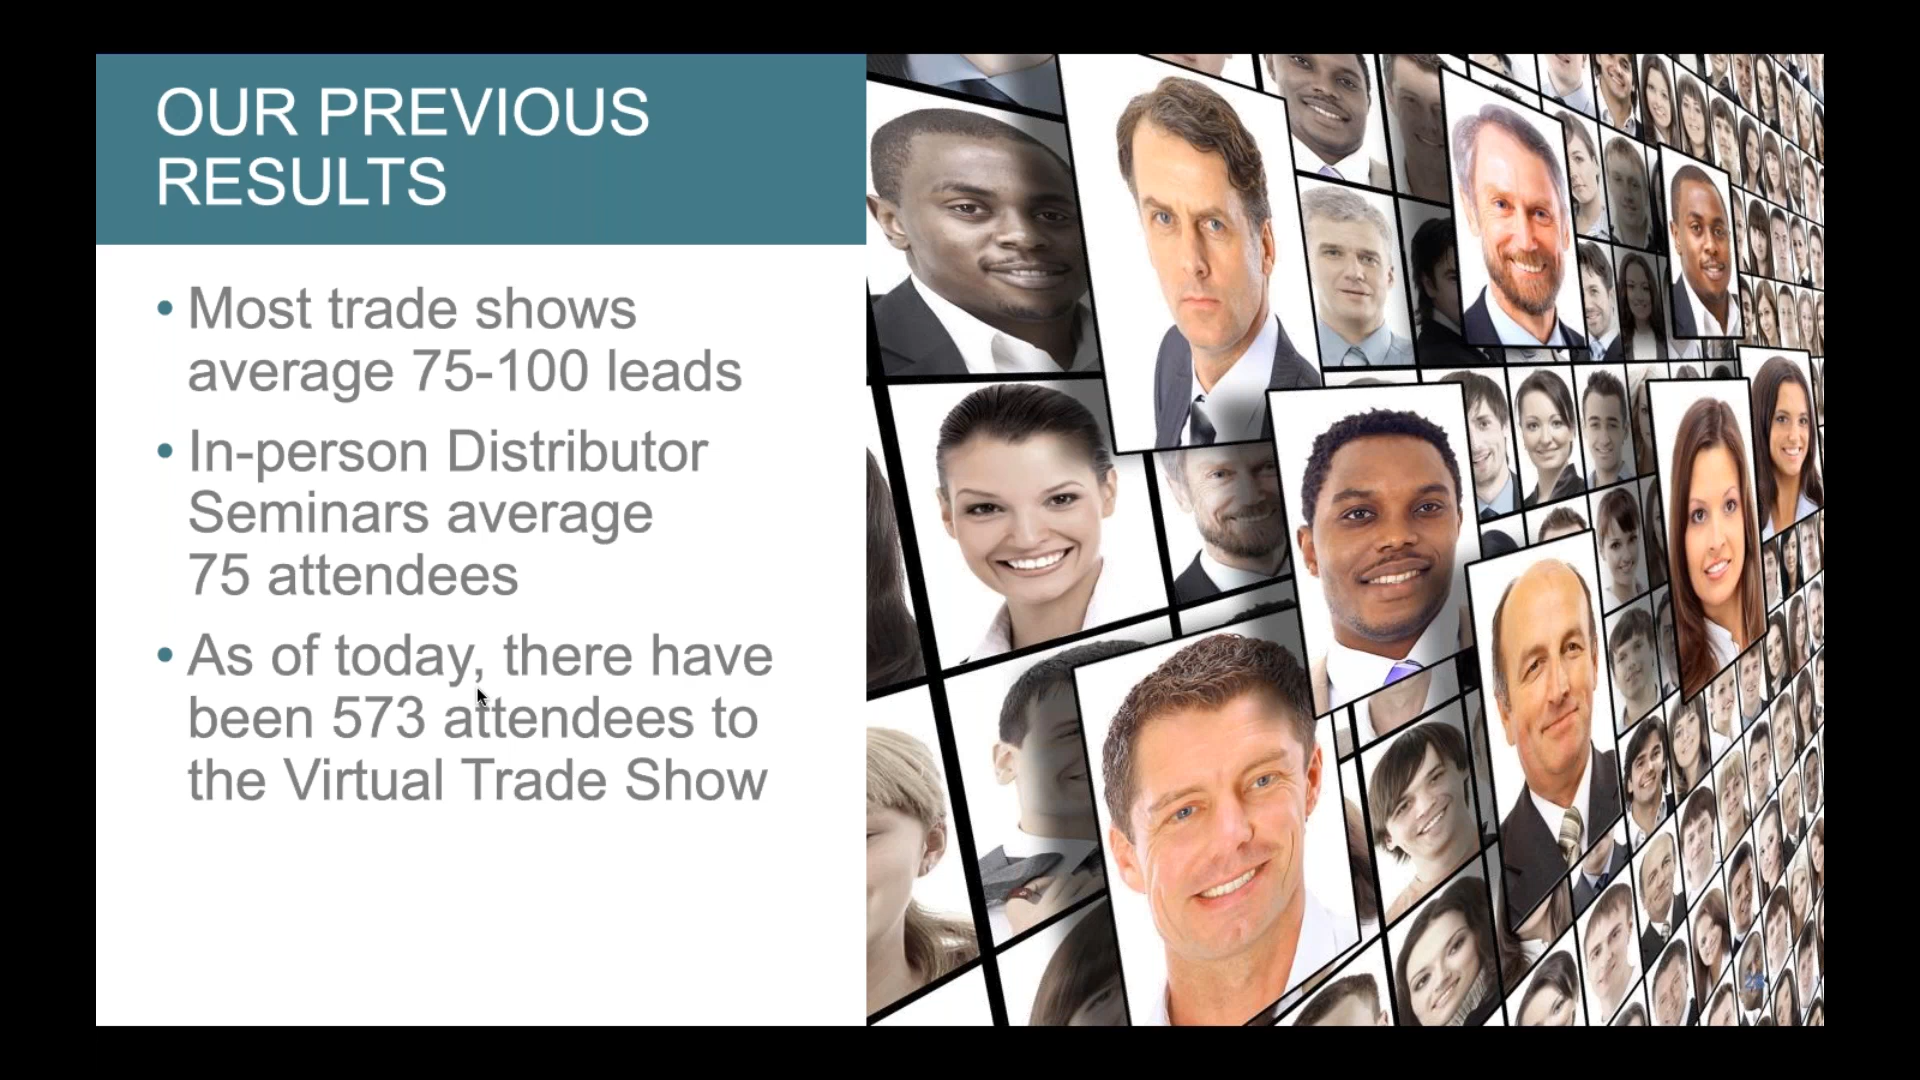 OUR PREVIOUS
RESULTS
• Most trade shows
average 75-100 leads
• In-person Distributor
Seminars average
75 attendees
• As of today, there have
been 573 attendees to
the Virtual Trade Show